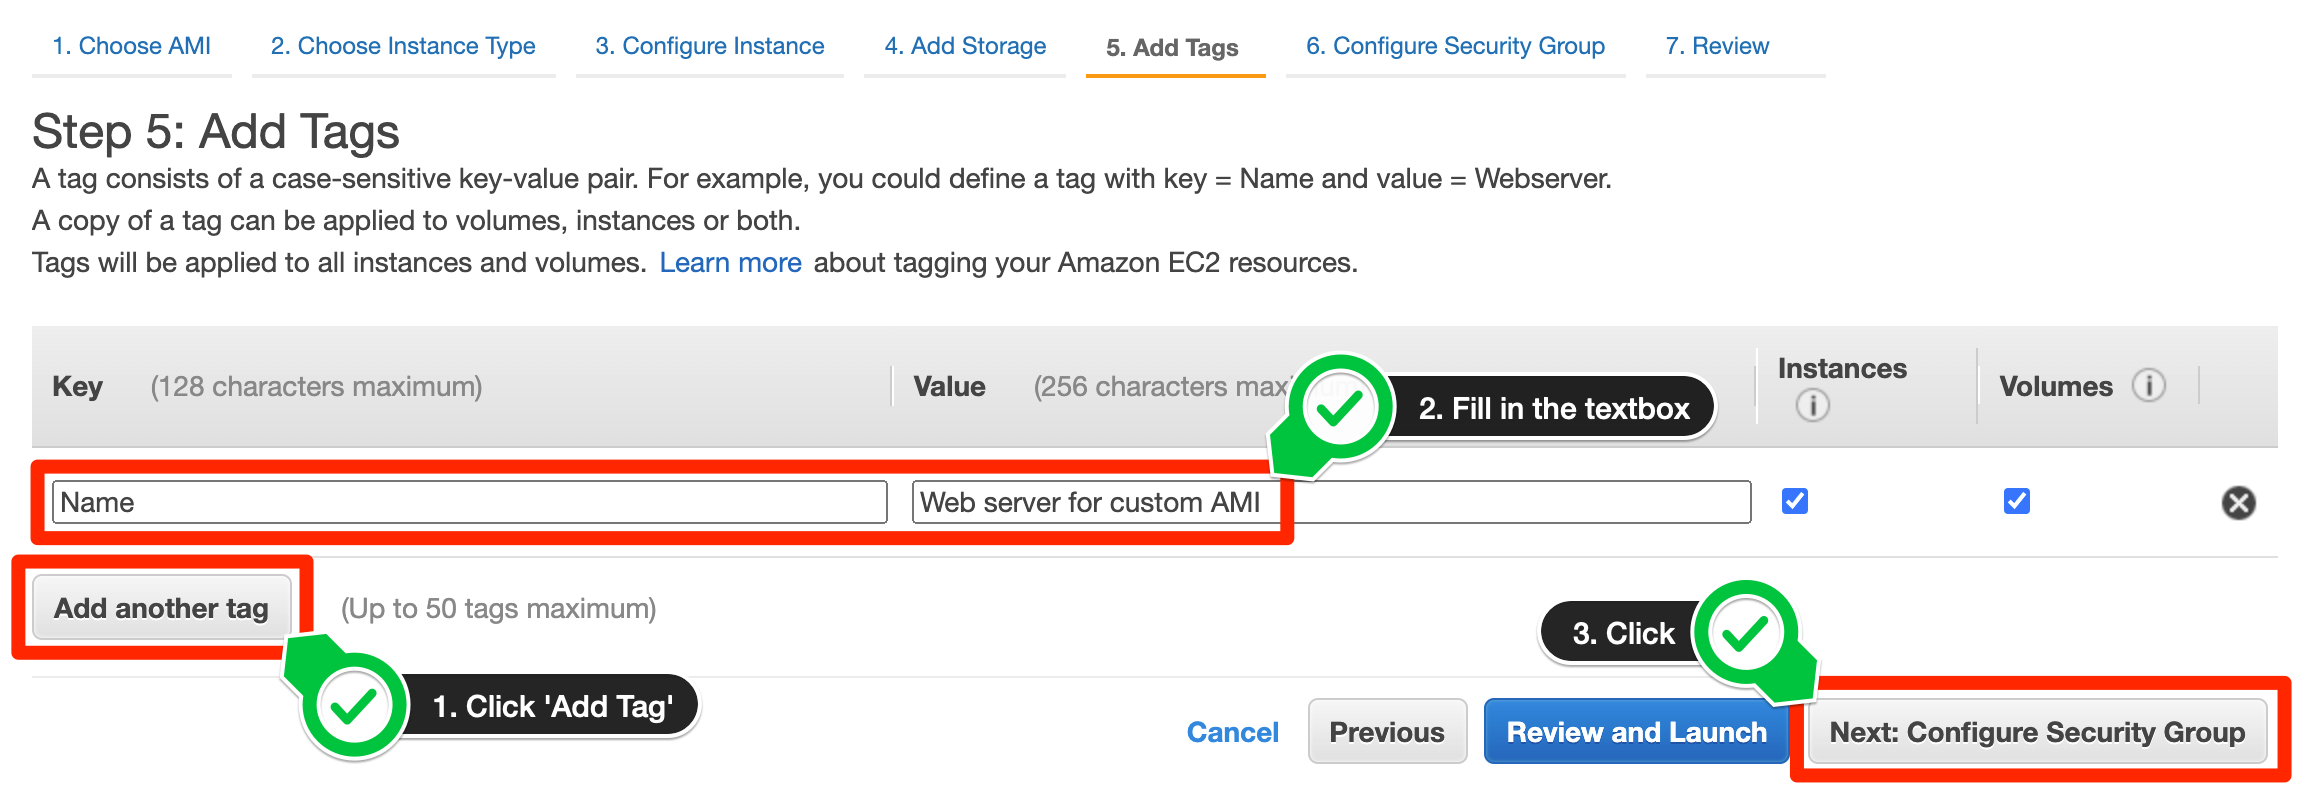 1. Choose AMI 2. Choose Instance Type 3. Configure Instance 4. Add Storage 5. Add Tags 6. Configure Security Group 7. Review
Step 5: Add Tags
A tag consists of a case-sensitive key-value pair. For example, you could define a tag with key = Name and value = Webserver.
A copy of a tag can be applied to volumes, instances or both.
Tags will be applied to all instances and volumes. Learn more about tagging your Amazon EC2 resources.
Key (128 characters maximum) Value (256 characters max Instances Volumes
2. Fill in the textbox
Name Web server for custom AMI
Add another tag (Up to 50 tags maximum)
3. Click
1. Click 'Add Tag'
Cancel Previous Review and Launch Next: Configure Security Group